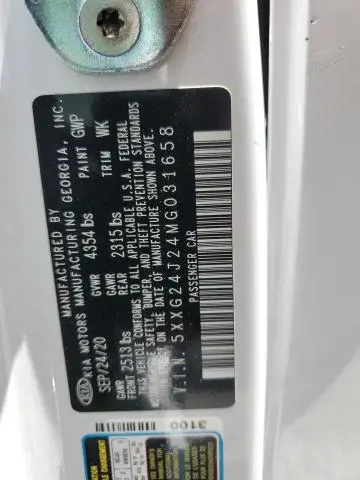 MANUFACTURED BY
KIA KIA MOTORS MANUFACTURING GEORGIA, INC.
SEP/24/20 GVWR 4354 lbs PAINT GWP
GAWR FRONT 2513 lbs GAWR REAR 2315 lbs TRIM WK
THIS VEHICLE CONFORMS TO ALL APPLICABLE U.S.A. FEDERAL
MOTOR VEHICLE SAFETY, BUMPER, AND THEFT PREVENTION STANDARDS
IN EFFECT ON THE DATE OF MANUFACTURE SHOWN ABOVE.
V.I.N: 5XXG24J24MG031658
PASSENGER CAR
3100